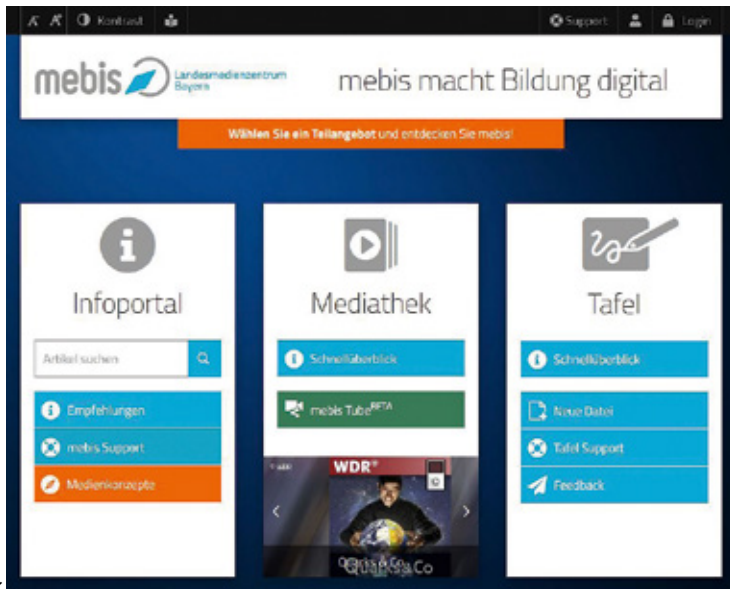 A A Kontrast
Support Login
mebis Landesmedienzentrum
Bayern
mebis macht Bildung digital
Wählen Sie ein Teilangebot und entdecken Sie mebis!
Infoportal
Artikel suchen
Empfehlungen
mebis Support
Medienkonzepte
Mediathek
Schnellüberblick
mebis Tube BETA
WDR
Quarks & Co
Tafel
Schnellüberblick
Neue Datei
Tafel Support
Feedback